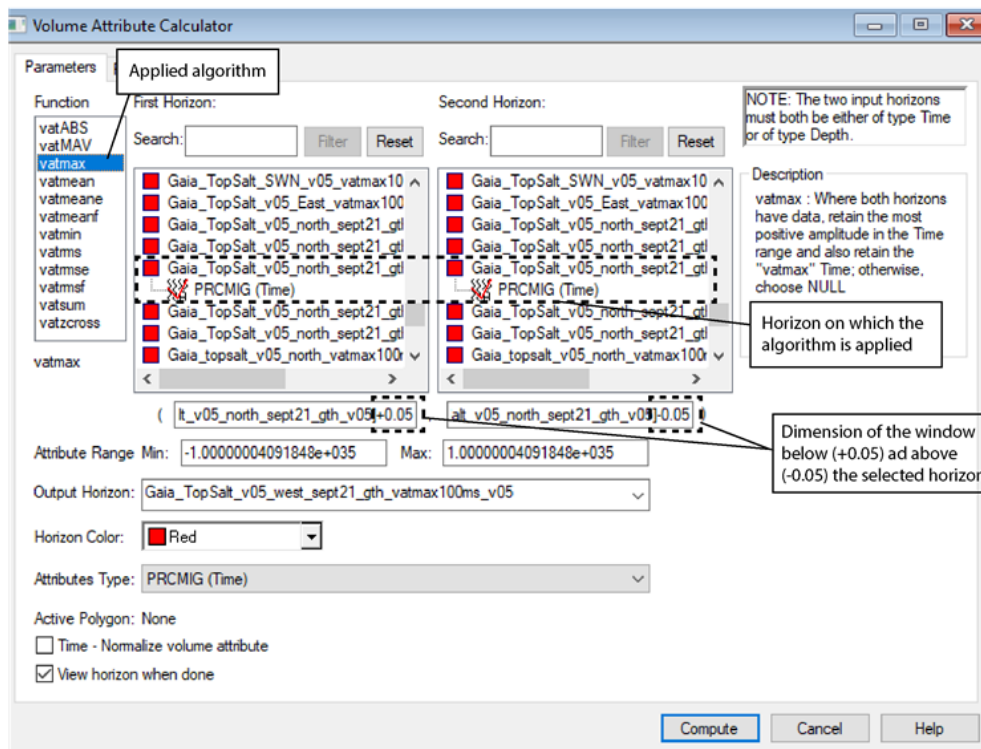 Volume Attribute Calculator
Parameters
Applied algorithm
Function
First Horizon:
Second Horizon:
NOTE: The two input horizons
must both be either of type Time
or of type Depth.
vatABS
vatMAV
vatmax
vatmean
vatmeane
vatmeanf
vatmin
vatrms
vatrmse
vatrmsf
vatsum
vatzcross
vatmax
Search:
Filter
Reset
Search:
Filter
Reset
Gaia_TopSalt_SWN_v05_vatmax10
Gaia_TopSalt_v05_East_vatmax100
Gaia_TopSalt_v05_north_sept21_gtl
Gaia_TopSalt_v05_north_sept21_gtl
Gaia_TopSalt_v05_north_sept21_gtl
PRCMIG (Time)
Gaia_TopSalt_v05_north_sept21_gtl
Gaia_TopSalt_v05_north_sept21_gtl
Gaia_topsalt_v05_north_vatmax100r
Gaia_TopSalt_SWN_v05_vatmax10
Gaia_TopSalt_v05_East_vatmax100
Gaia_TopSalt_v05_north_sept21_gtl
Gaia_TopSalt_v05_north_sept21_gtl
Gaia_TopSalt_v05_north_sept21_gtl
PRCMIG (Time)
Gaia_TopSalt_v05_north_sept21_gtl
Gaia_TopSalt_v05_north_sept21_gtl
Gaia_topsalt_v05_north_vatmax100r
Description
vatmax : Where both horizons
have data, retain the most
positive amplitude in the Time
range and also retain the
"vatmax" Time; otherwise,
choose NULL
Horizon on which the
algorithm is applied
( lt_v05_north_sept21_gth_v05]+0.05
alt_v05_north_sept21_gth_v05]-0.05 )
Dimension of the window
below (+0.05) ad above
(-0.05) the selected horizon
Attribute Range Min: -1.00000004091848e+035 Max: 1.00000004091848e+035
Output Horizon: Gaia_TopSalt_v05_west_sept21_gth_vatmax100ms_v05
Horizon Color: Red
Attributes Type: PRCMIG (Time)
Active Polygon: None
Time - Normalize volume attribute
View horizon when done
Compute
Cancel
Help